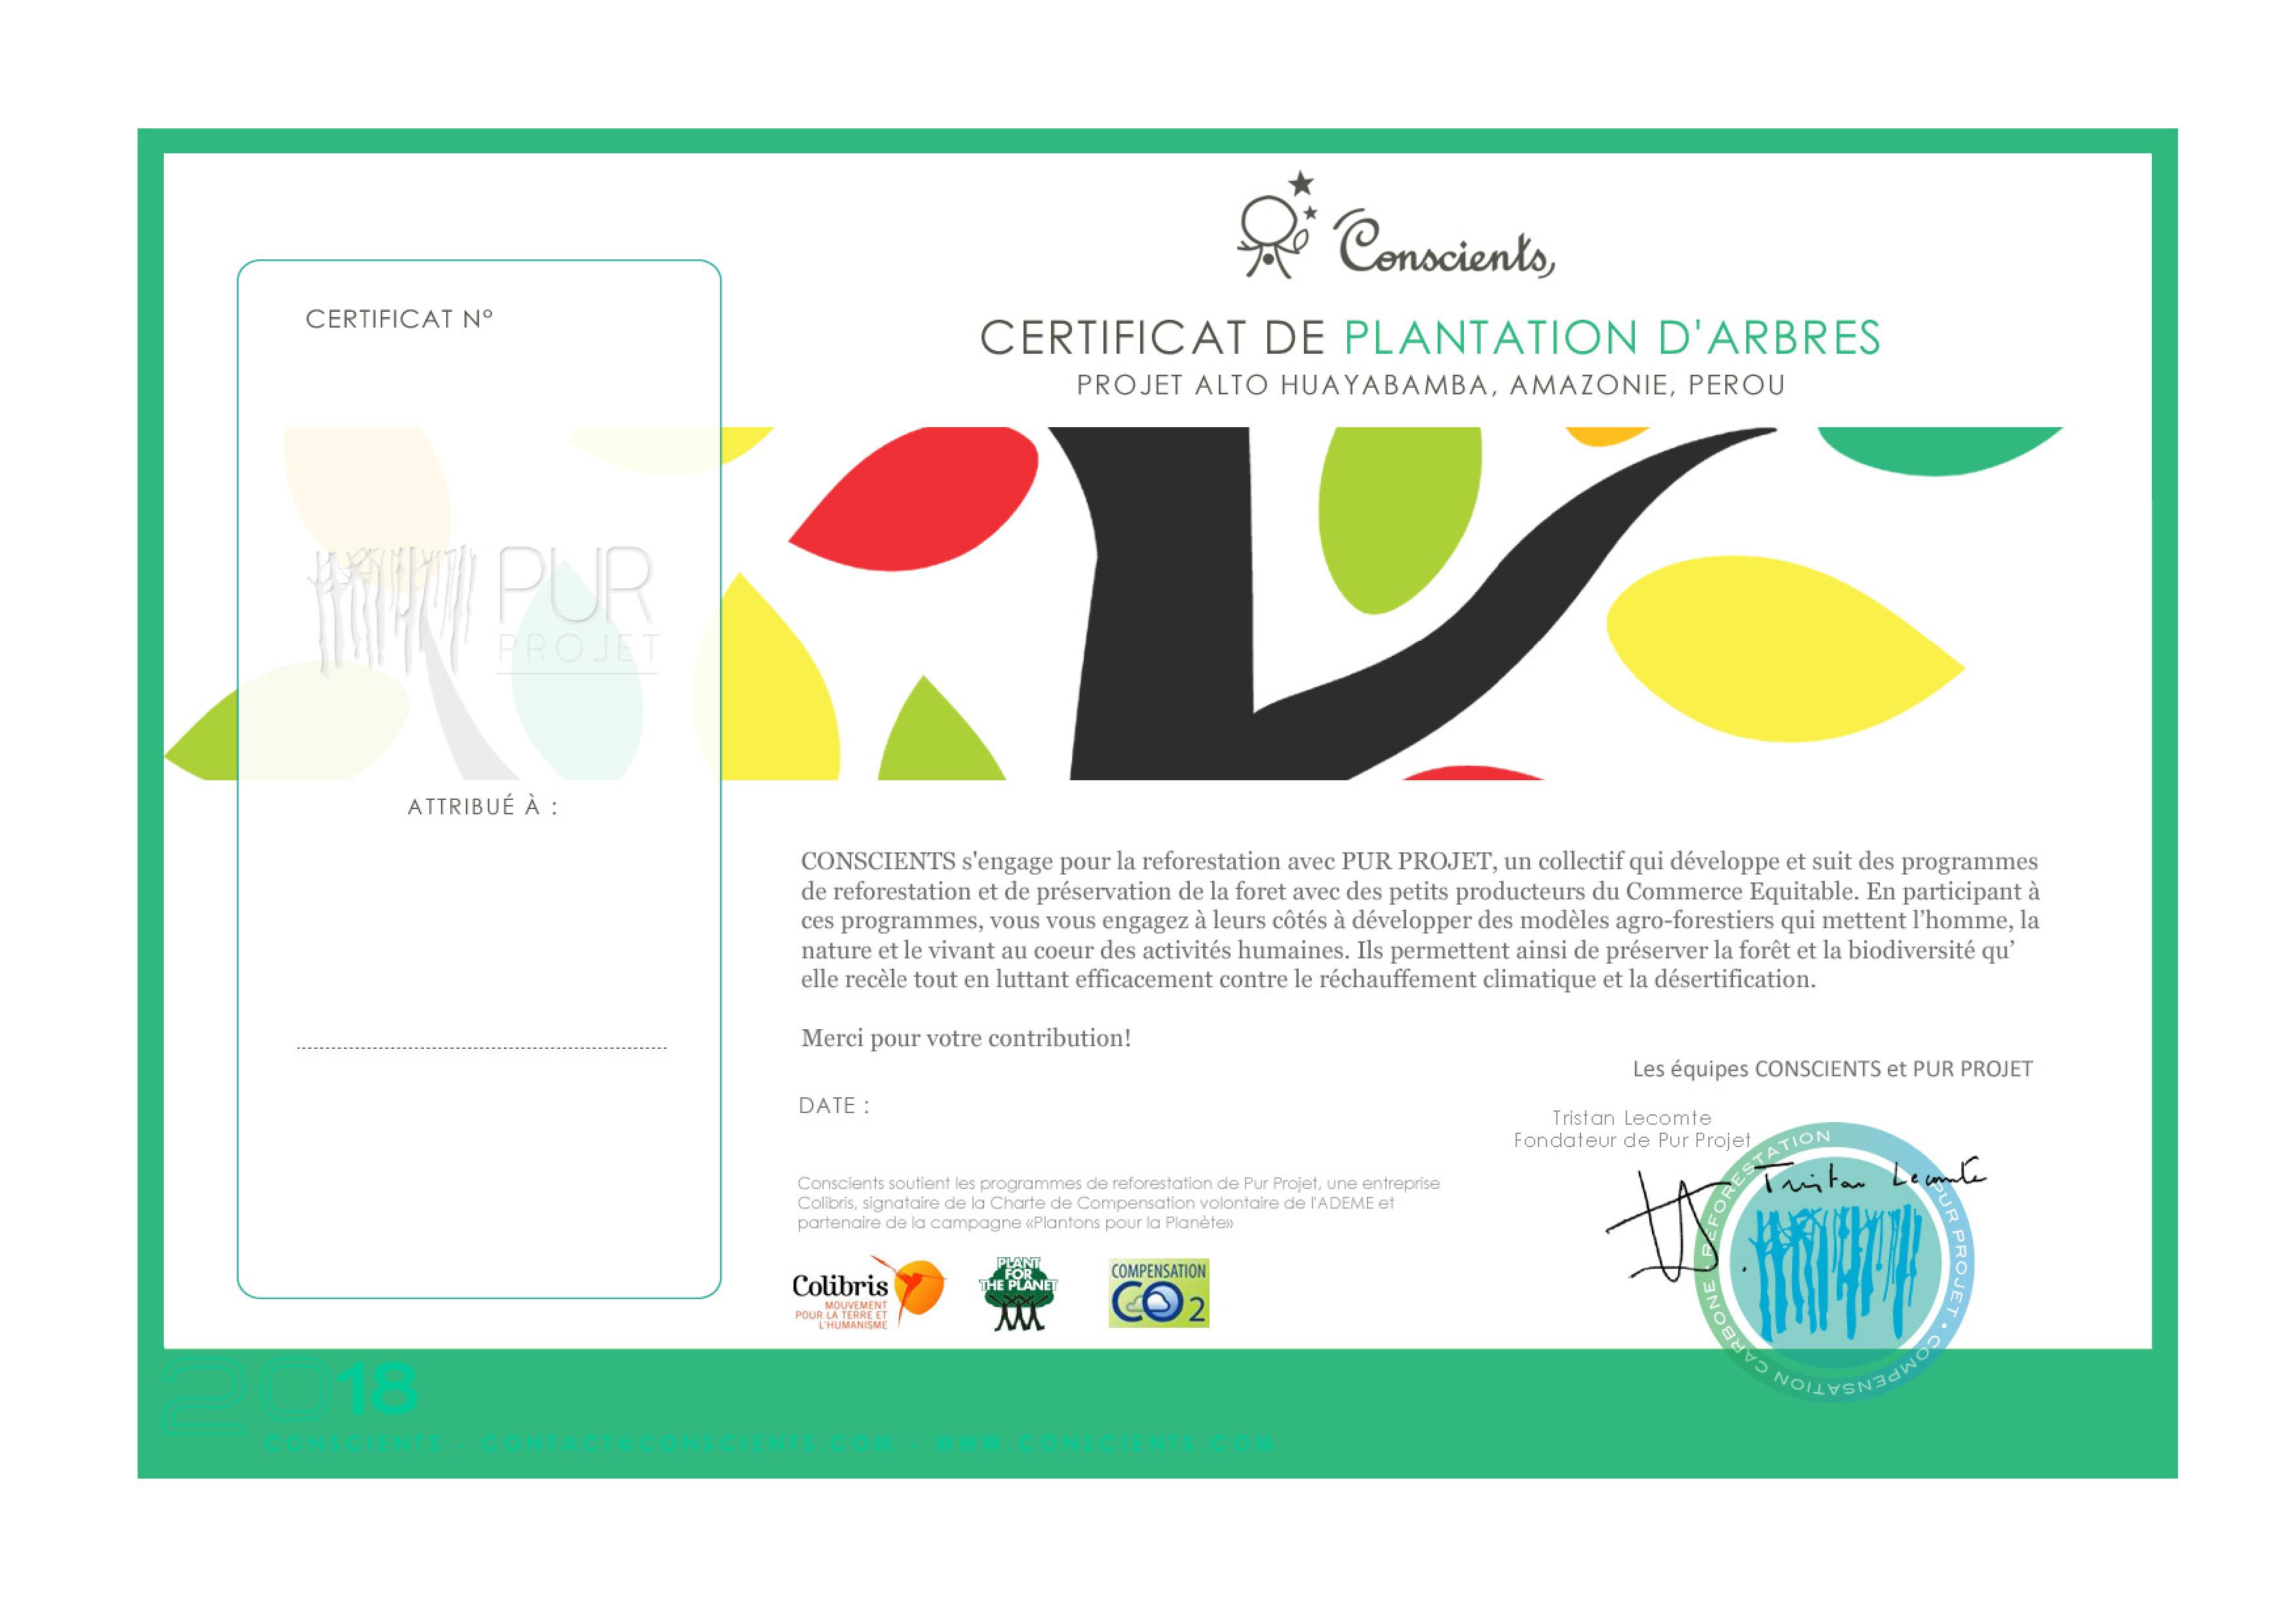 Conscients
CERTIFICAT DE PLANTATION D'ARBRES
PROJET ALTO HUAYABAMBA, AMAZONIE, PEROU
CERTIFICAT N°
PUR
PROJET
ATTRIBUÉ À :
CONSCIENTS s'engage pour la reforestation avec PUR PROJET, un collectif qui développe et suit des programmes
de reforestation et de préservation de la foret avec des petits producteurs du Commerce Equitable. En participant à
ces programmes, vous vous engagez à leurs côtés à développer des modèles agro-forestiers qui mettent l’homme, la
nature et le vivant au coeur des activités humaines. Ils permettent ainsi de préserver la forêt et la biodiversité qu’
elle recèle tout en luttant efficacement contre le réchauffement climatique et la désertification.
Merci pour votre contribution!
Les équipes CONSCIENTS et PUR PROJET
DATE :
Tristan Lecomte
Fondateur de Pur Projet
Tristan Lecomte
REFORESTATION • PUR PROJET • COMPENSATION CARBONE •
Conscients soutient les programmes de reforestation de Pur Projet, une entreprise
Colibris, signataire de la Charte de Compensation volontaire de l'ADEME et
partenaire de la campagne «Plantons pour la Planète»
Colibris
MOUVEMENT
POUR LA TERRE ET
L'HUMANISME
PLANT
FOR
THE PLANET
COMPENSATION
CO2
2018
CONSCIENTS - CONTACT@CONSCIENTS.COM - WWW.CONSCIENTS.COM